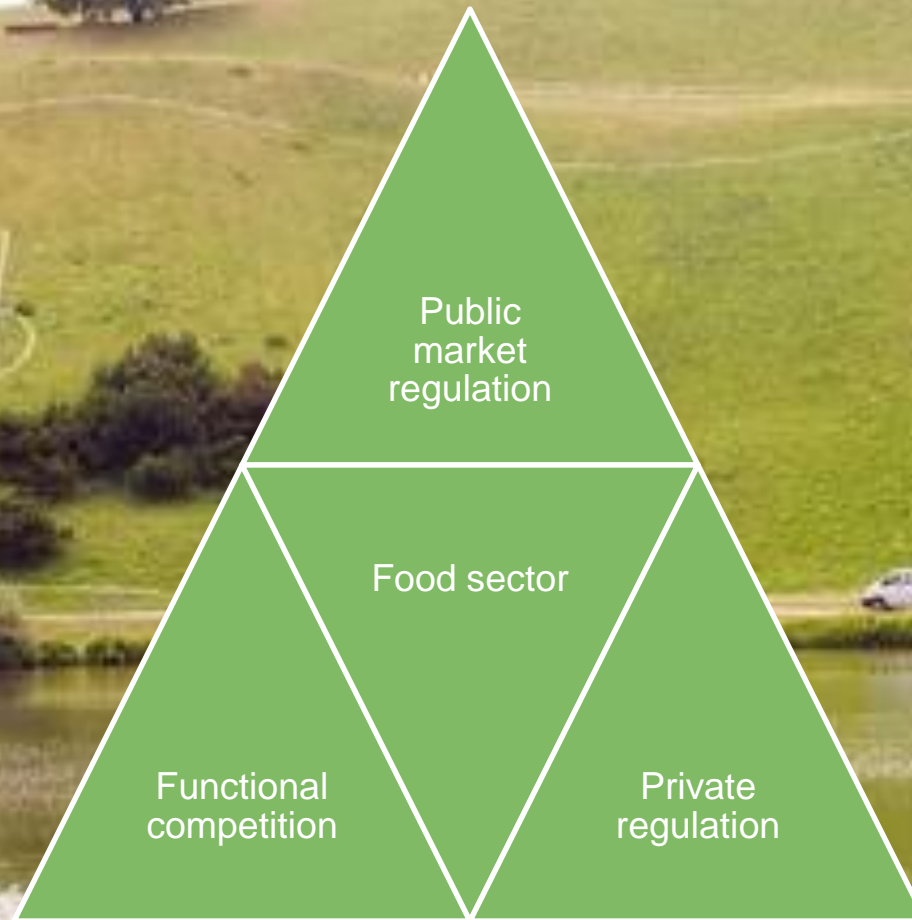 Public
market
regulation
Food sector
Functional
competition
Private
regulation